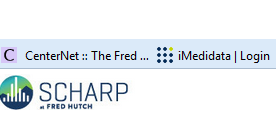 C CenterNet :: The Fred ... iMedidata | Login
SCHARP
at FRED HUTCH